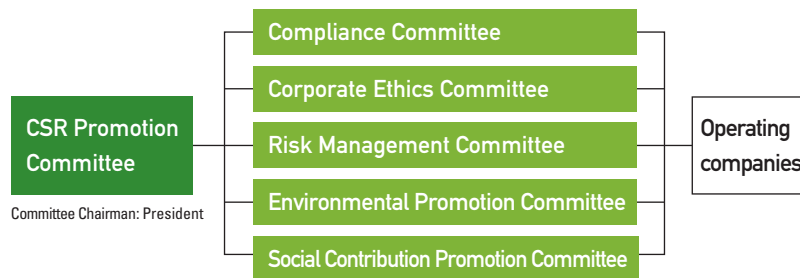 CSR Promotion
Committee
Committee Chairman: President
Compliance Committee
Corporate Ethics Committee
Risk Management Committee
Environmental Promotion Committee
Social Contribution Promotion Committee
Operating
companies